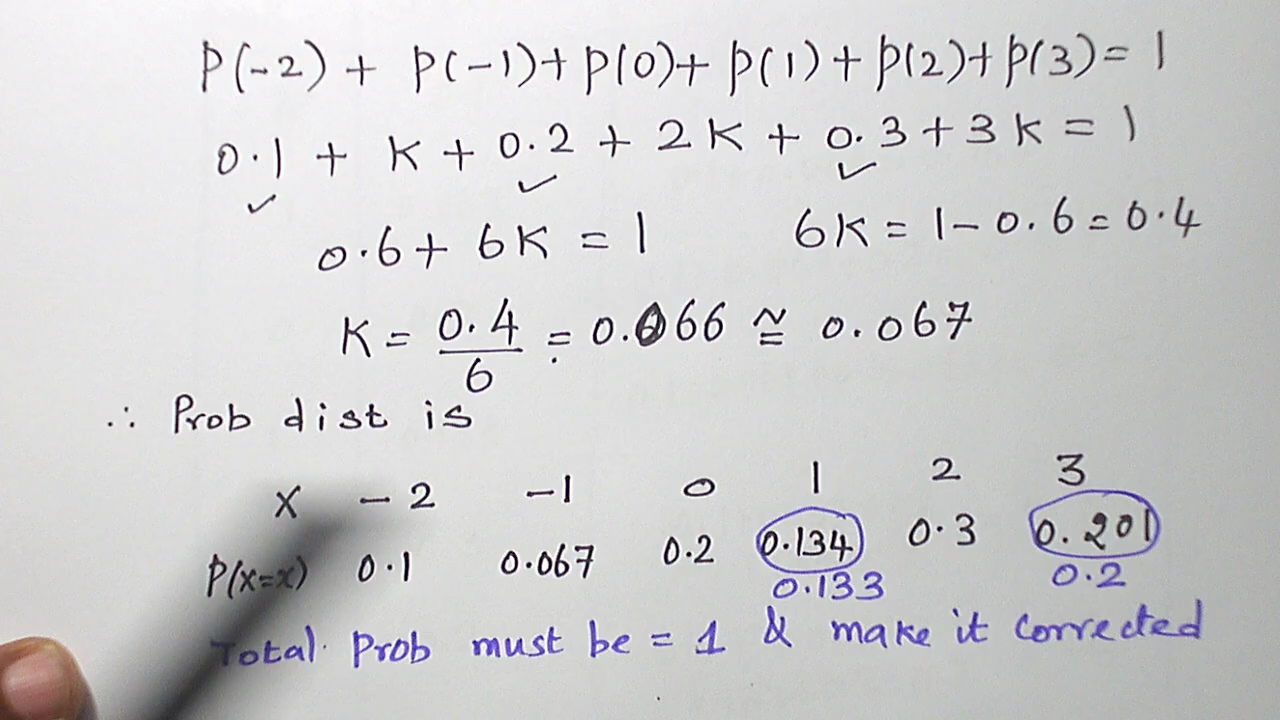 P(-2) + P(-1) + P(0) + P(1) + P(2) + P(3) = 1
0.1 + K + 0.2 + 2K + 0.3 + 3K = 1
0.6 + 6K = 1 6K = 1 - 0.6 = 0.4
K = 0.4/6 = 0.066 ≅ 0.067
∴ Prob dist is
X -2 -1 0 1 2 3
P(X=x) 0.1 0.067 0.2 0.134 0.3 0.201
0.133 0.2
Total Prob must be = 1 & make it corrected